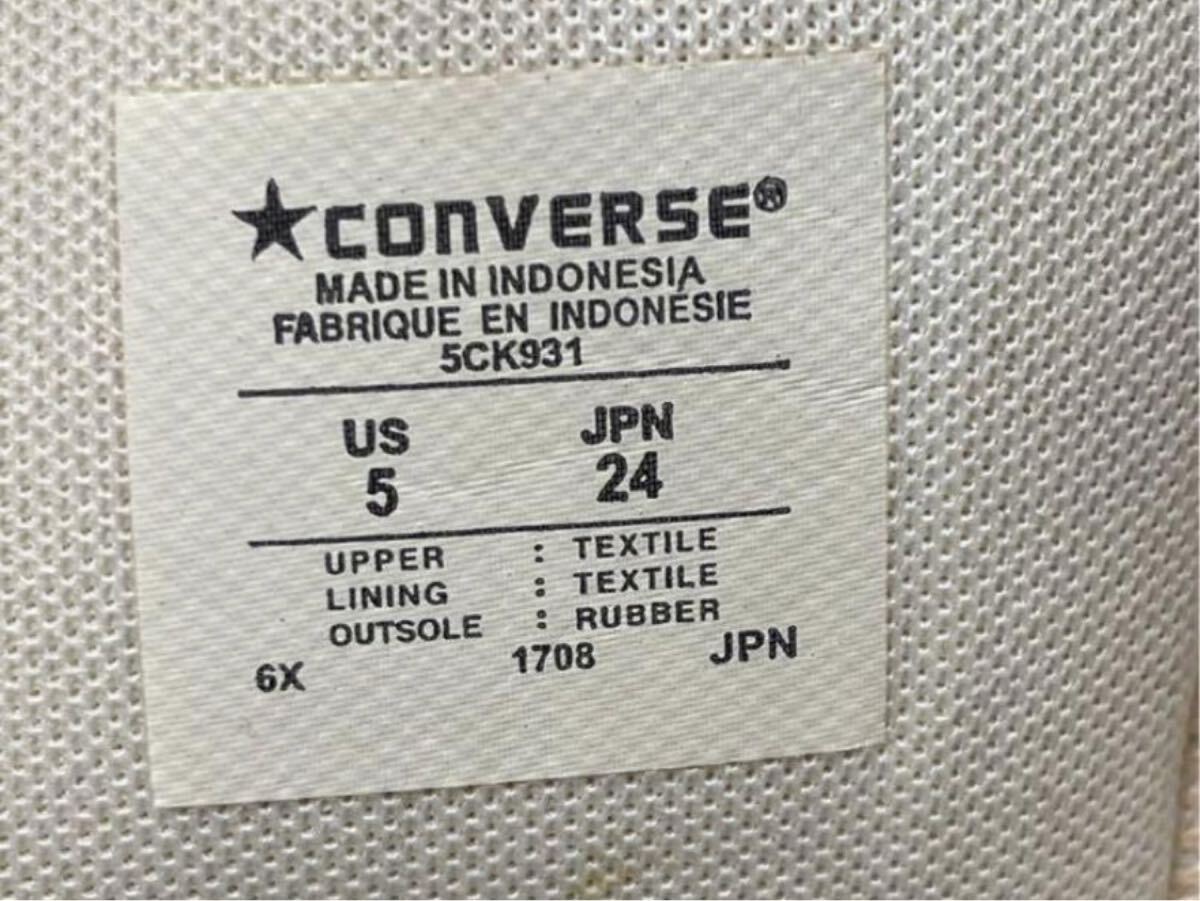 ★CONVERSE®
MADE IN INDONESIA
FABRIQUE EN INDONÉSIE
5CK931
US JPN
5 24
UPPER : TEXTILE
LINING : TEXTILE
OUTSOLE : RUBBER
6X 1708 JPN